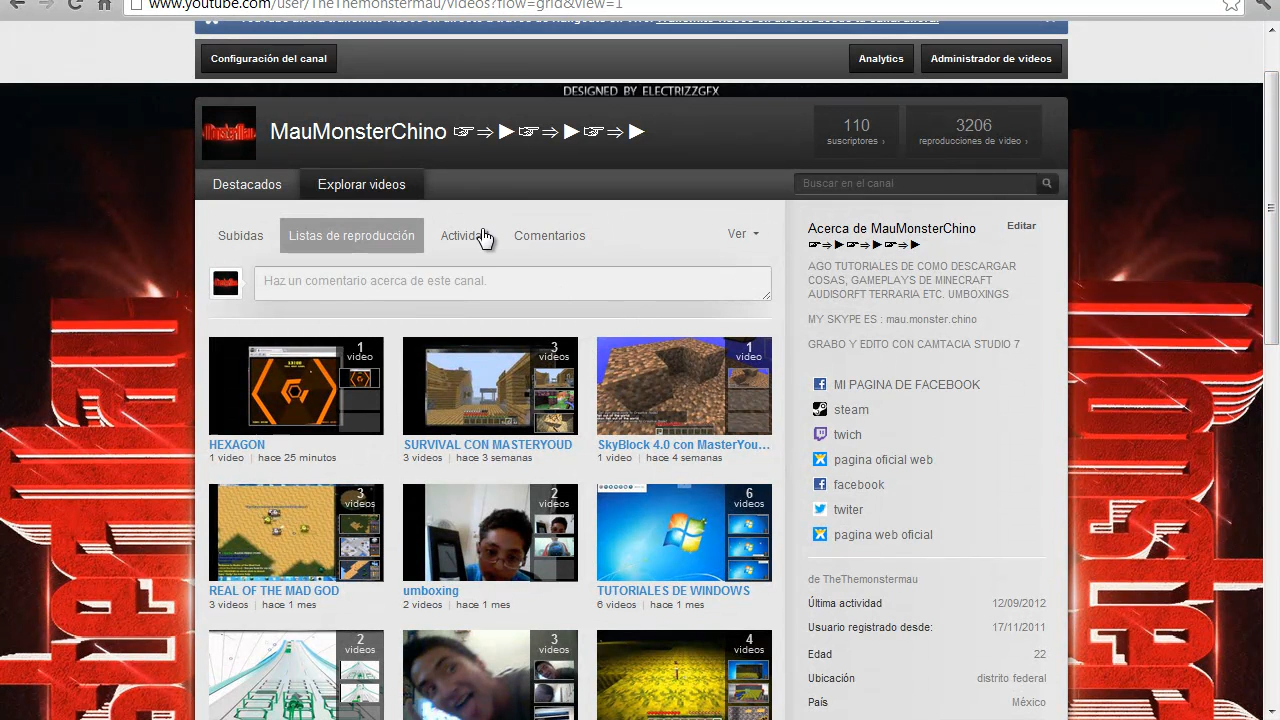 www.youtube.com/user/TheThemonstermau/videos?flow=grid&view=1
Configuración del canal
Analytics
Administrador de videos
DESIGNED BY ELECTRIZZGFX
MauMonsterChino ☞⇒▶☞⇒▶☞⇒▶
110
suscriptores ›
3206
reproducciones de video ›
Destacados
Explorar videos
Buscar en el canal
Subidas
Listas de reproducción
Activida
Comentarios
Ver
Haz un comentario acerca de este canal.
1
video
HEXAGON
1 video
hace 25 minutos
3
videos
SURVIVAL CON MASTERYOUD
3 videos
hace 3 semanas
1
video
SkyBlock 4.0 con MasterYou...
1 video
hace 4 semanas
3
videos
REAL OF THE MAD GOD
3 videos
hace 1 mes
2
videos
umboxing
2 videos
hace 1 mes
6
videos
TUTORIALES DE WINDOWS
6 videos
hace 1 mes
2
videos
3
videos
4
videos
Acerca de MauMonsterChino
☞⇒▶☞⇒▶☞⇒▶
Editar
AGO TUTORIALES DE COMO DESCARGAR
COSAS, GAMEPLAYS DE MINECRAFT
AUDISORFT TERRARIA ETC. UMBOXINGS
MY SKYPE ES : mau.monster.chino
GRABO Y EDITO CON CAMTACIA STUDIO 7
MI PAGINA DE FACEBOOK
steam
twich
pagina oficial web
facebook
twiter
pagina web oficial
de TheThemonstermau
Última actividad
12/09/2012
Usuario registrado desde:
17/11/2011
Edad
22
Ubicación
distrito federal
País
México